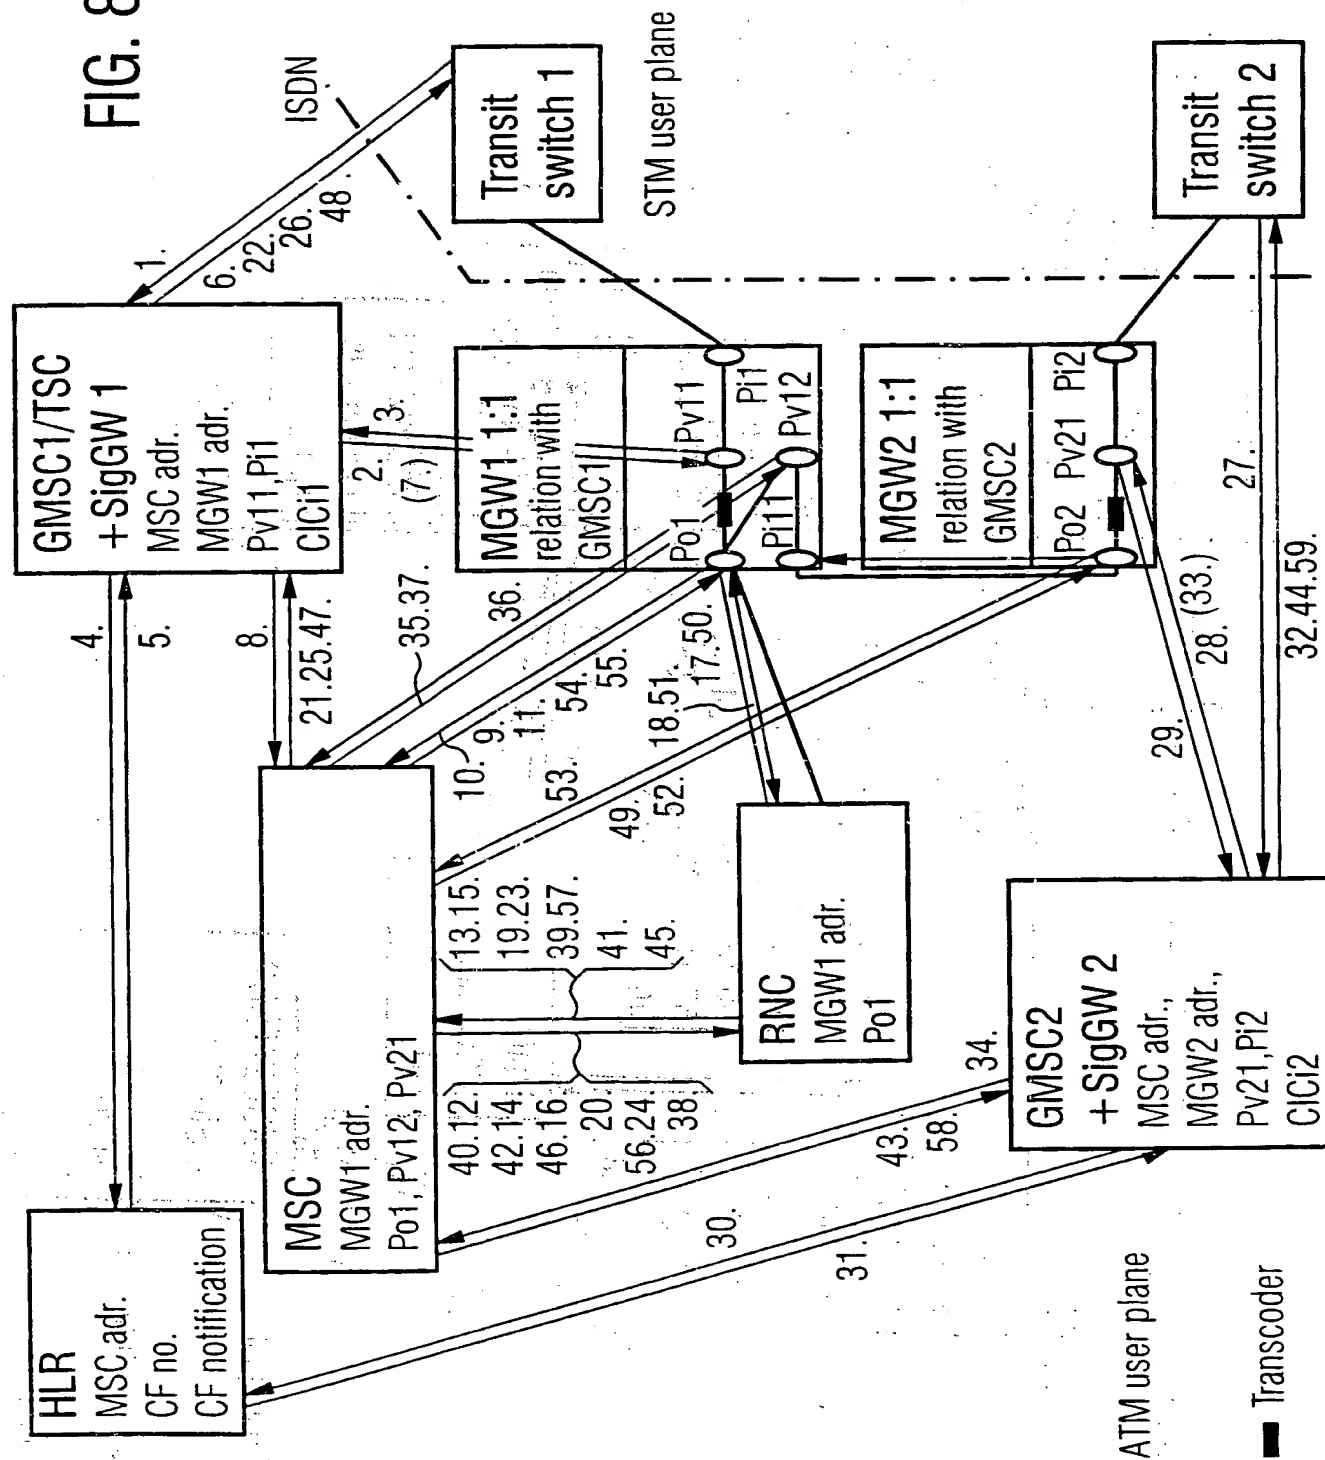 FIG. 8
ISDN
Transit
switch 1
STM user plane
Transit
switch 2
1.
6.
22.
26.
48.
GMSC1/TSC
+SigGW 1
MSC adr.
MGW1 adr.
Pv11,Pi1
CICi1
2.
3.
(7.)
MGW1 1:1
relation with
GMSC1
Po1
Pv11
Pi1
Pi11
Pv12
MGW2 1:1
relation with
GMSC2
Po2
Pv21
Pi2
27.
32.44.59.
4.
5.
8.
21.25.47.
35.37.
36.
10.
9.
11.
54.
55.
18.51.
17.50.
53.
49.
52.
29.
28.
(33.)
HLR
MSC adr.
CF no.
CF notification
MSC
MGW1 adr.
Po1, Pv12, Pv21
13.15.
19.23.
39.57.
41.
45.
40.12.
42.14.
46.16
20.
56.24.
38.
RNC
MGW1 adr.
Po1
34.
43.
58.
30.
31.
GMSC2
+SigGW 2
MSC adr.,
MGW2 adr.,
Pv21,Pi2
CICi2
ATM user plane
Transcoder